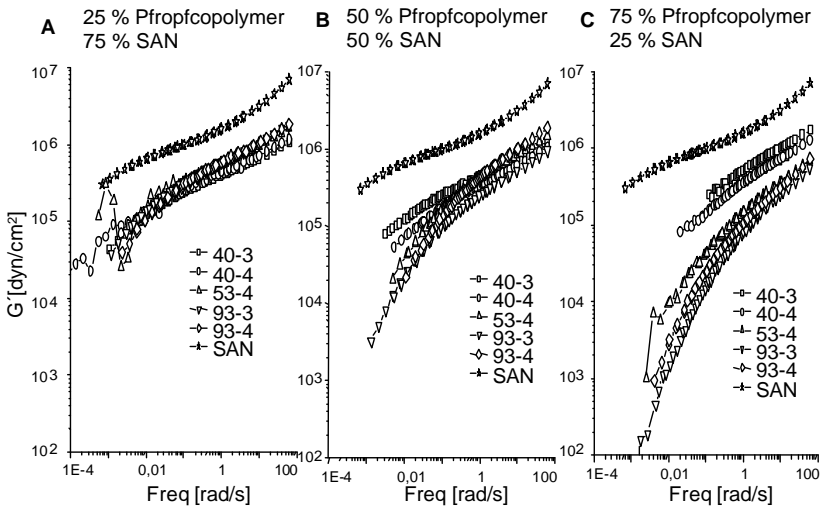 A
25 % Pfropfcopolymer
75 % SAN
B
50 % Pfropfcopolymer
50 % SAN
C
75 % Pfropfcopolymer
25 % SAN
G´[dyn/cm²]
10⁷
10⁶
10⁵
10⁴
10³
10²
40-3
40-4
53-4
93-3
93-4
SAN
1E-4
0,01
1
100
Freq [rad/s]
10⁷
10⁶
10⁵
10⁴
10³
10²
40-3
40-4
53-4
93-3
93-4
SAN
1E-4
0,01
1
100
Freq [rad/s]
10⁷
10⁶
10⁵
10⁴
10³
10²
40-3
40-4
53-4
93-3
93-4
SAN
1E-4
0,01
1
100
Freq [rad/s]